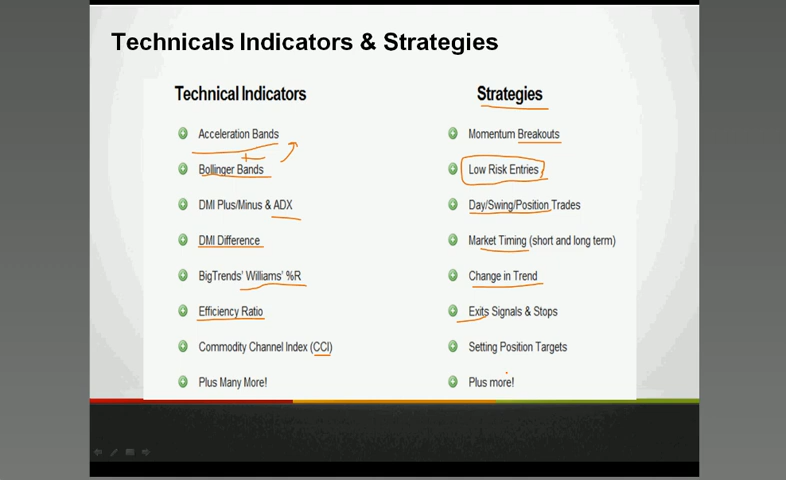 Technicals Indicators & Strategies
Technical Indicators
Acceleration Bands
Bollinger Bands
DMI Plus/Minus & ADX
DMI Difference
BigTrends' Williams' %R
Efficiency Ratio
Commodity Channel Index (CCI)
Plus Many More!
Strategies
Momentum Breakouts
Low Risk Entries
Day/Swing/Position Trades
Market Timing (short and long term)
Change in Trend
Exits Signals & Stops
Setting Position Targets
Plus more!